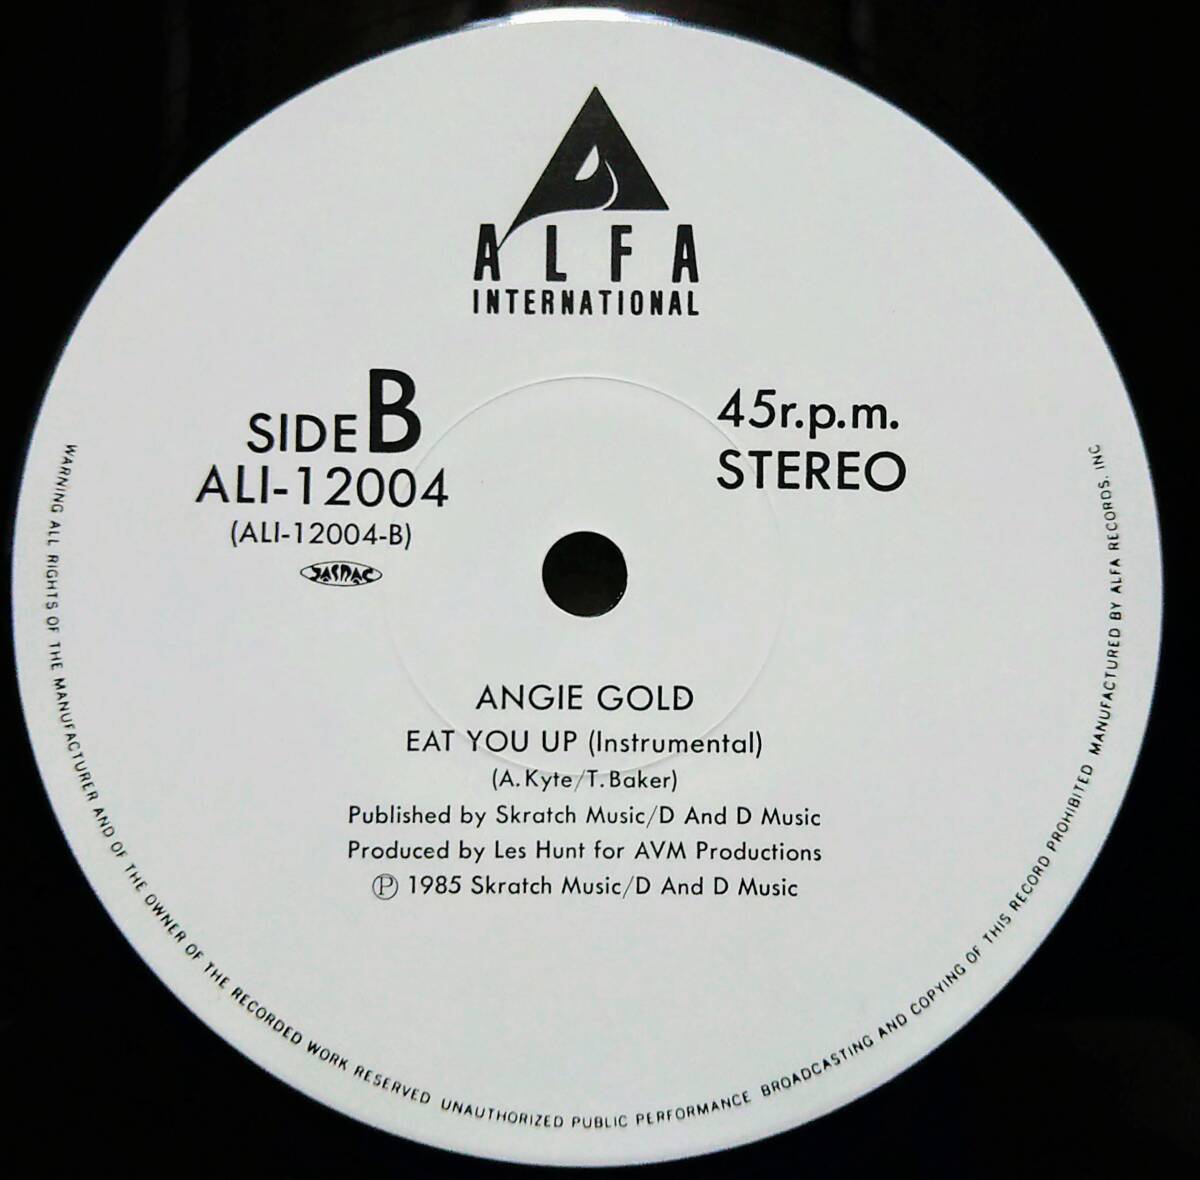 ALFA
INTERNATIONAL
SIDE B
ALI-12004
(ALI-12004-B)
JASRAC
45r.p.m.
STEREO
ANGIE GOLD
EAT YOU UP (Instrumental)
(A.Kyte/T.Baker)
Published by Skratch Music/D And D Music
Produced by Les Hunt for AVM Productions
Ⓟ 1985 Skratch Music/D And D Music
WARNING ALL RIGHTS OF THE MANUFACTURER AND OF THE OWNER OF THE RECORDED WORK RESERVED UNAUTHORIZED PUBLIC PERFORMANCE BROADCASTING AND COPYING OF THIS RECORD PROHIBITED MANUFACTURED BY ALFA RECORDS, INC